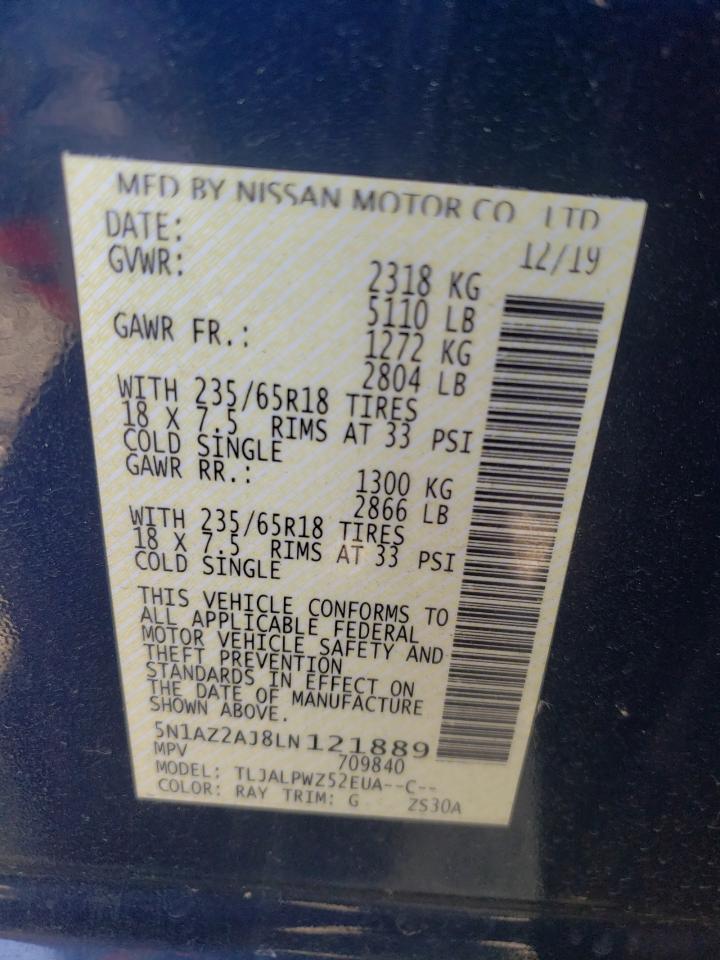 MFD BY NISSAN MOTOR CO LTD
DATE: 12/19
GVWR: 2318 KG
5110 LB
GAWR FR.: 1272 KG
2804 LB
WITH 235/65R18 TIRES
18 X 7.5 RIMS AT 33 PSI
COLD SINGLE
GAWR RR.: 1300 KG
2866 LB
WITH 235/65R18 TIRES
18 X 7.5 RIMS AT 33 PSI
COLD SINGLE
THIS VEHICLE CONFORMS TO
ALL APPLICABLE FEDERAL
MOTOR VEHICLE SAFETY AND
THEFT PREVENTION
STANDARDS IN EFFECT ON
THE DATE OF MANUFACTURE
SHOWN ABOVE.
5N1AZ2AJ8LN121889
MPV 709840
MODEL: TLJALPWZ52EUA--C--
COLOR: RAY TRIM: G ZS30A